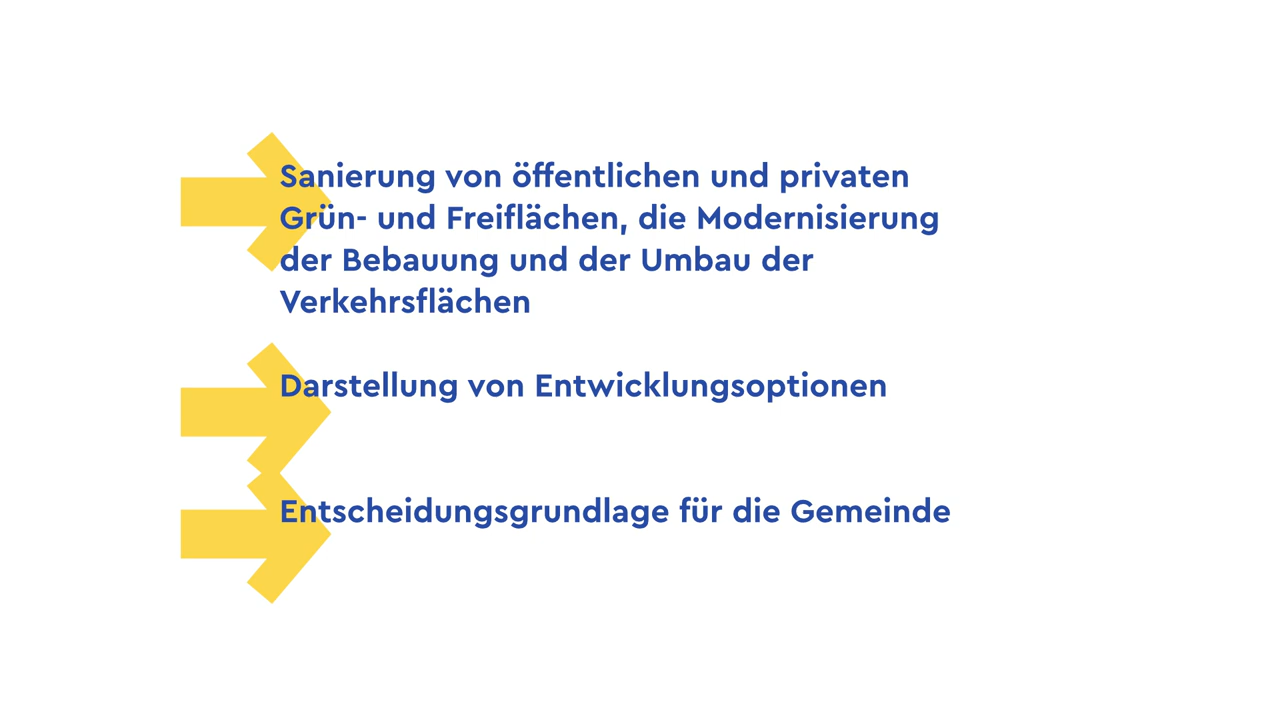 Sanierung von öffentlichen und privaten
Grün- und Freiflächen, die Modernisierung
der Bebauung und der Umbau der
Verkehrsflächen
Darstellung von Entwicklungsoptionen
Entscheidungsgrundlage für die Gemeinde